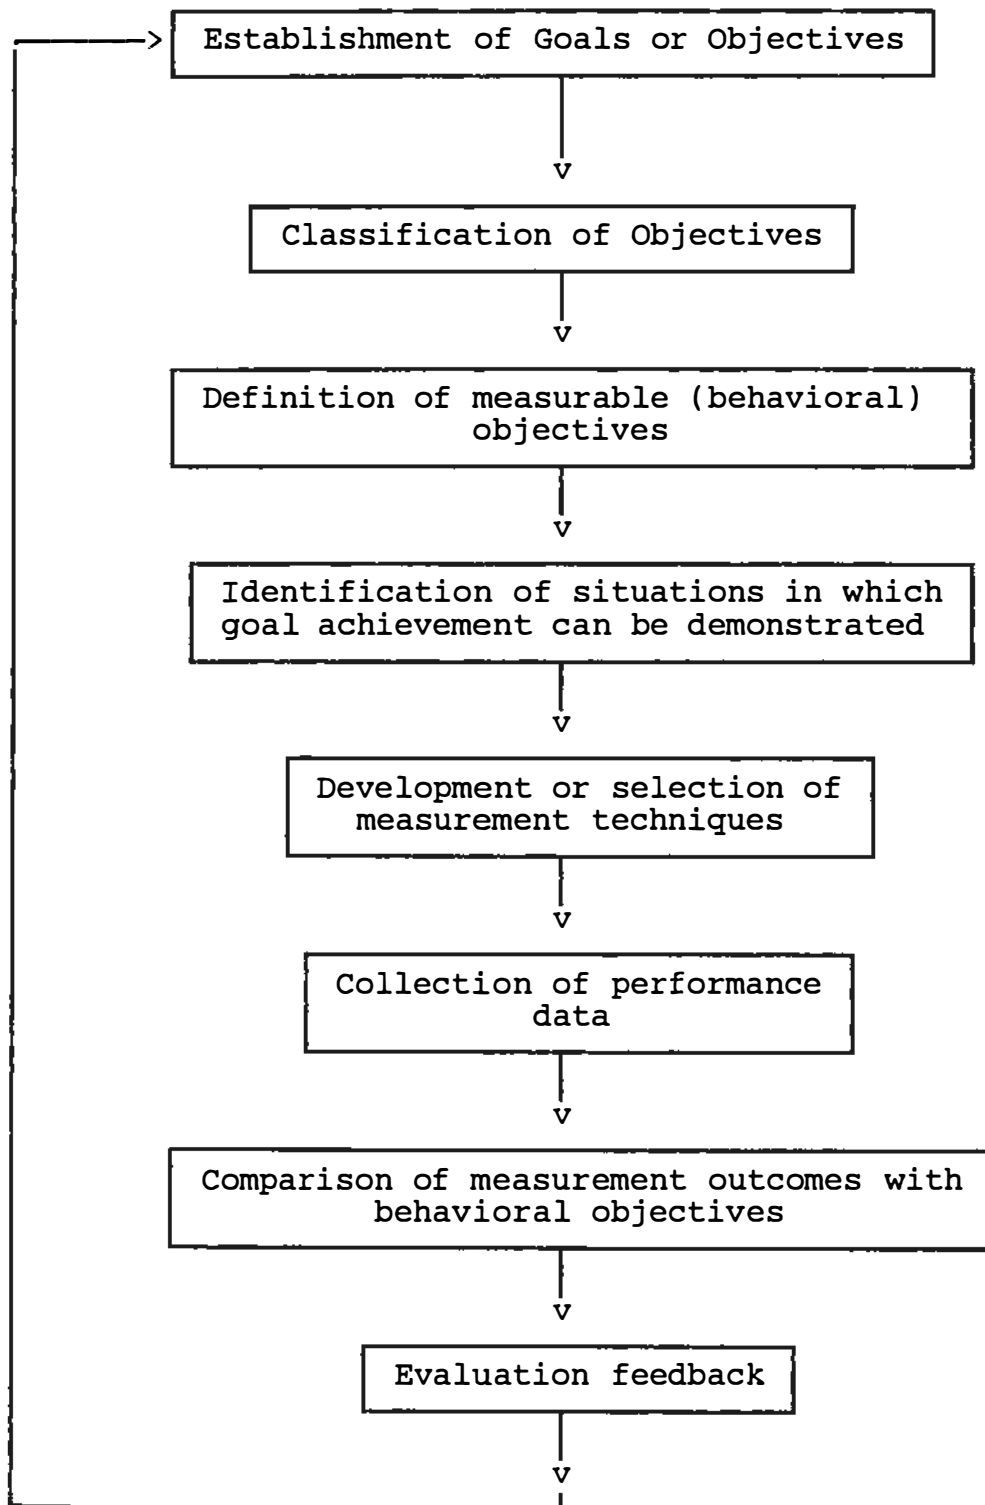 Establishment of Goals or Objectives
Classification of Objectives
Definition of measurable (behavioral)
objectives
Identification of situations in which
goal achievement can be demonstrated
Development or selection of
measurement techniques
Collection of performance
data
Comparison of measurement outcomes with
behavioral objectives
Evaluation feedback